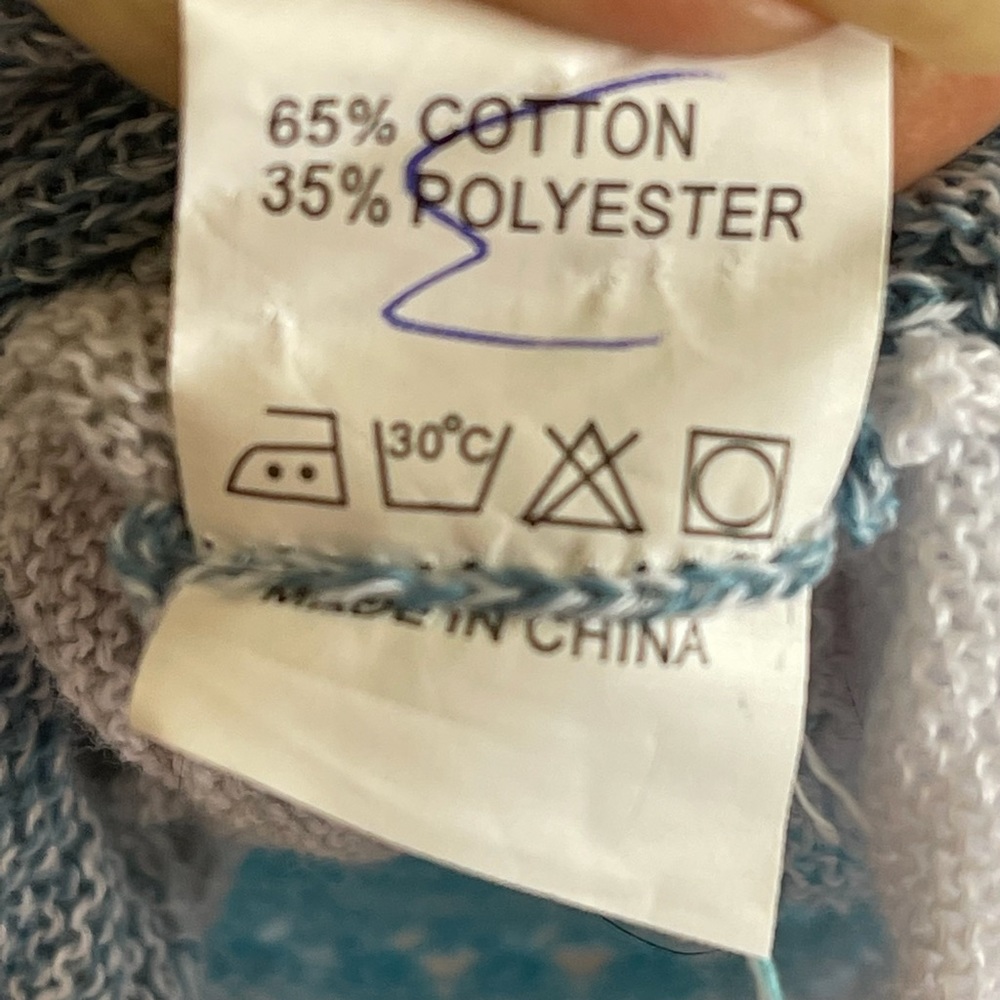 65% COTTON
35% POLYESTER
30°C
MADE IN CHINA